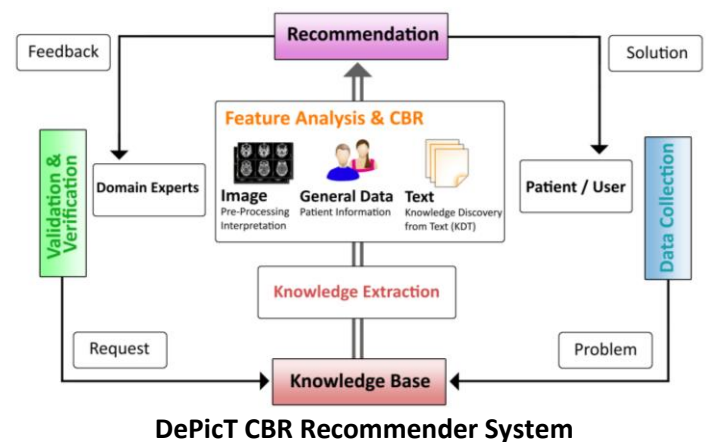 Recommendation
Feedback
Solution
Feature Analysis & CBR
Validation &
Verification
Domain Experts
Image
Pre-Processing
Interpretation
General Data
Patient Information
Text
Knowledge Discovery
from Text (KDT)
Patient / User
Data Collection
Knowledge Extraction
Request
Problem
Knowledge Base
DePicT CBR Recommender System